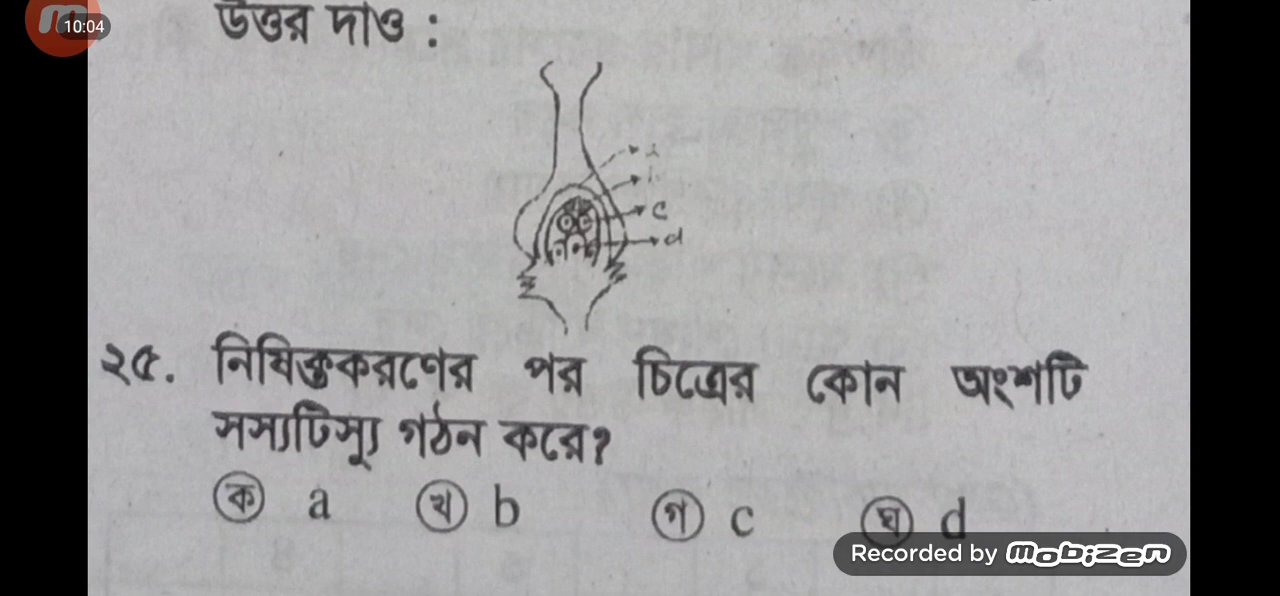 10:04
উত্তর দাও :
c
d
২৫. নিষিক্তকরণের পর চিত্রের কোন অংশটি
সস্যটিস্যু গঠন করে?
ক a খ b গ c ঘ d
Recorded by mobizen